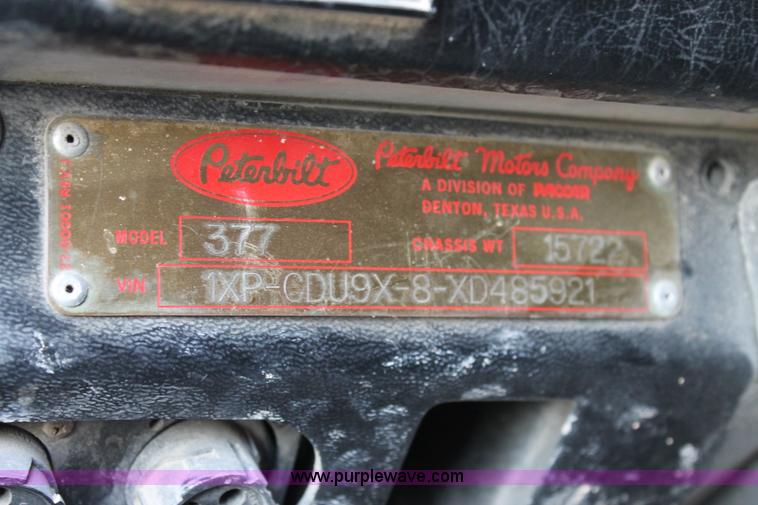 Peterbilt
Peterbilt Motors Company
A DIVISION OF PACCAR
DENTON, TEXAS U.S.A.
MODEL 377
CHASSIS WT 15722
VIN 1XP-CDU9X-8-XD485921
www.purplewave.com